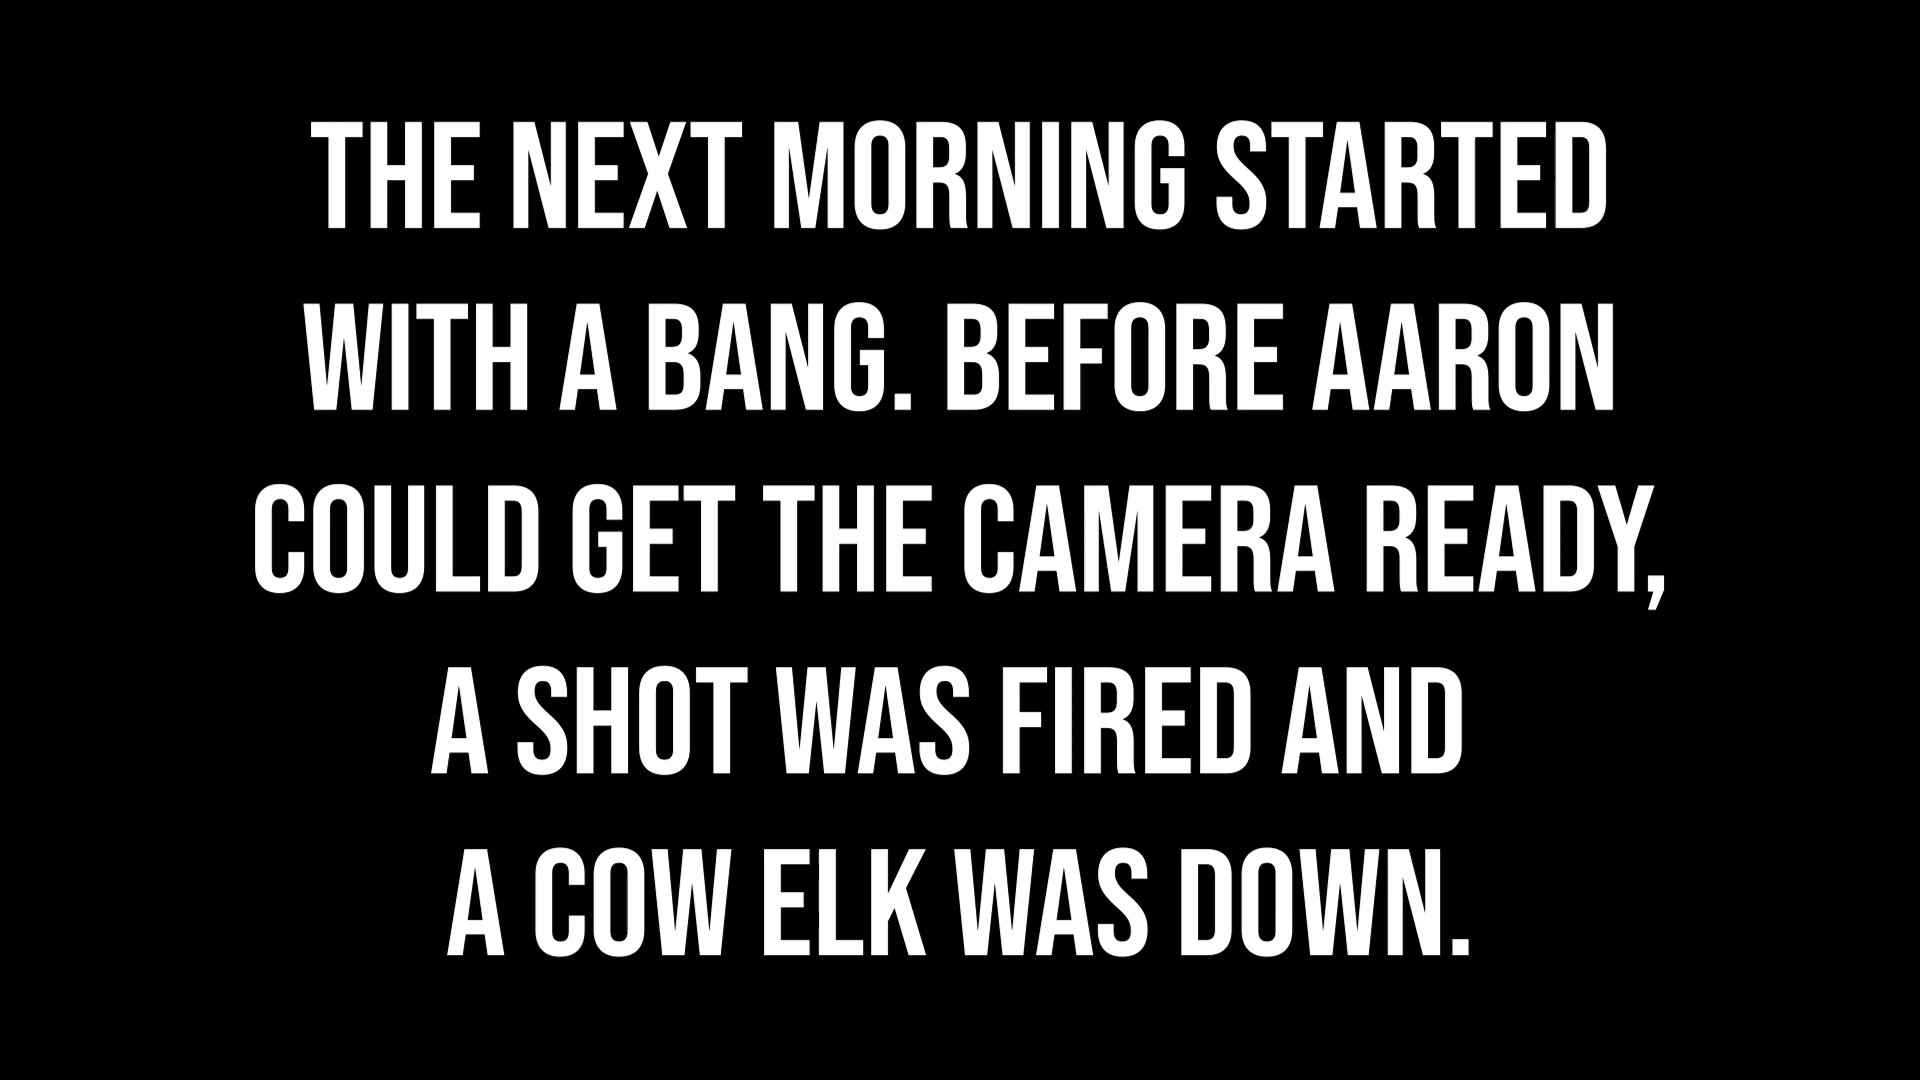 THE NEXT MORNING STARTED
WITH A BANG. BEFORE AARON
COULD GET THE CAMERA READY,
A SHOT WAS FIRED AND
A COW ELK WAS DOWN.